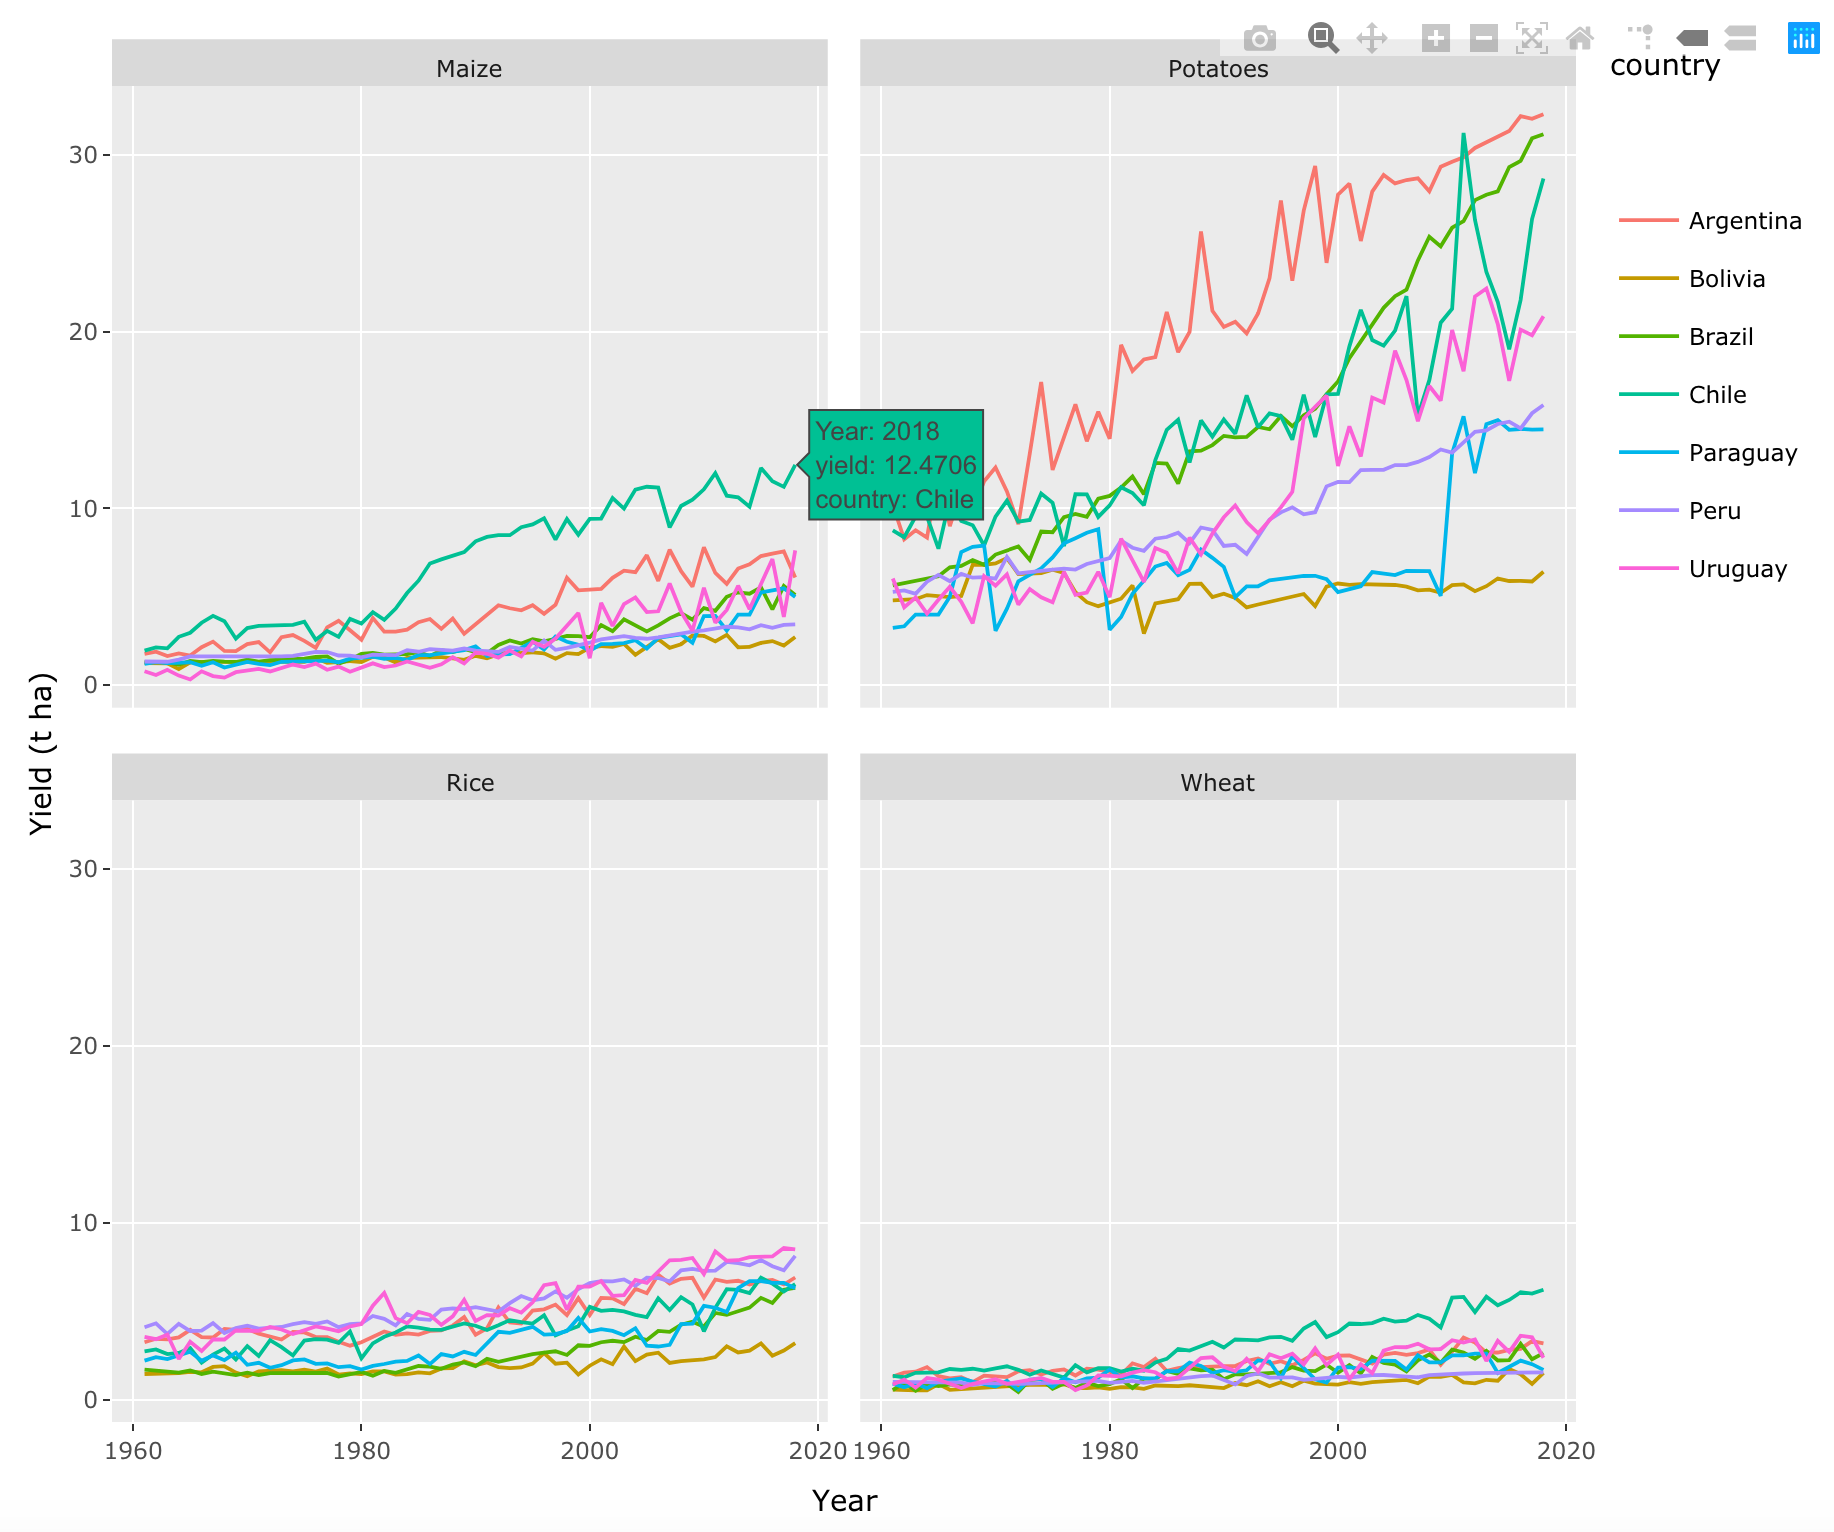 Maize
Potatoes
country
30
20
10
0
Argentina
Bolivia
Brazil
Chile
Paraguay
Peru
Uruguay
Year: 2018
yield: 12.4706
country: Chile
Yield (t ha)
Rice
Wheat
30
20
10
0
1960 1980 2000 2020 1960 1980 2000 2020
Year